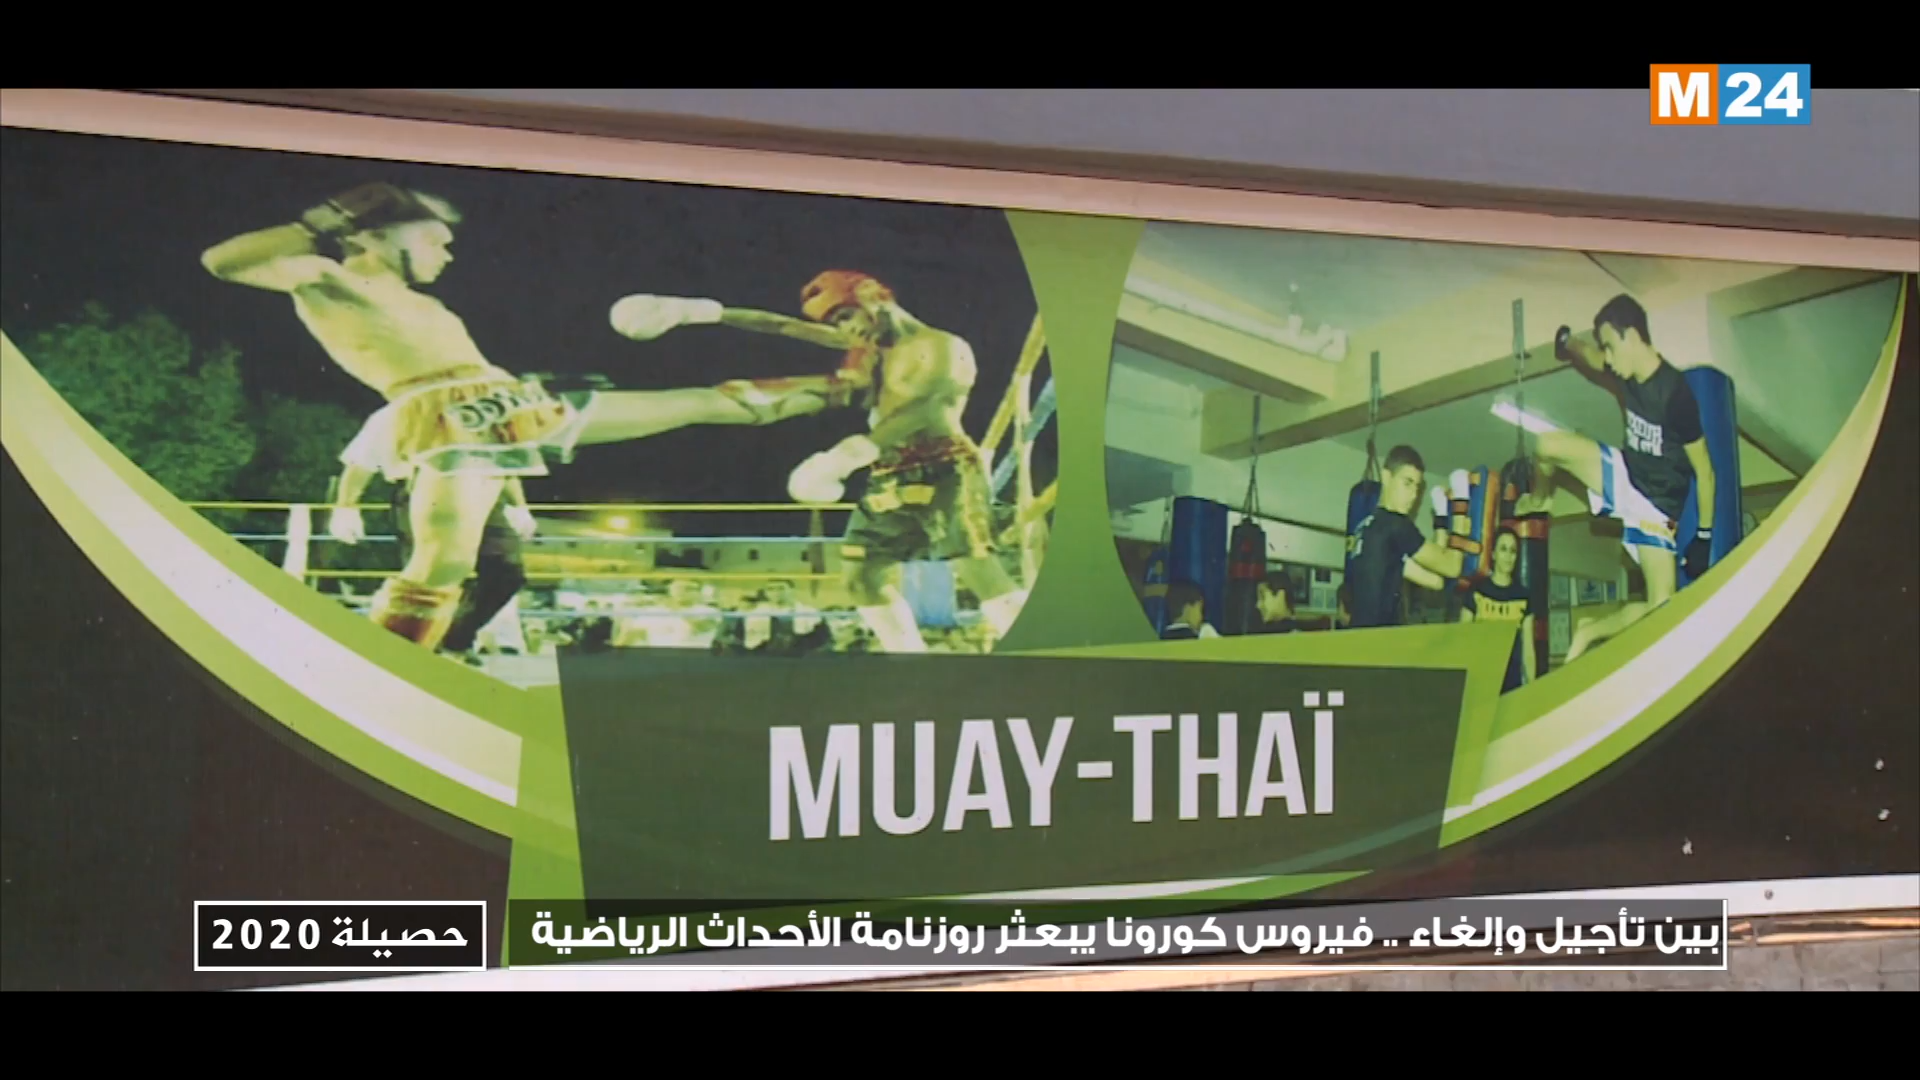 M24
MUAY-THAÏ
بين تأجيل وإلغاء .. فيروس كورونا يبعثر روزنامة الأحداث الرياضية
حصيلة 2020